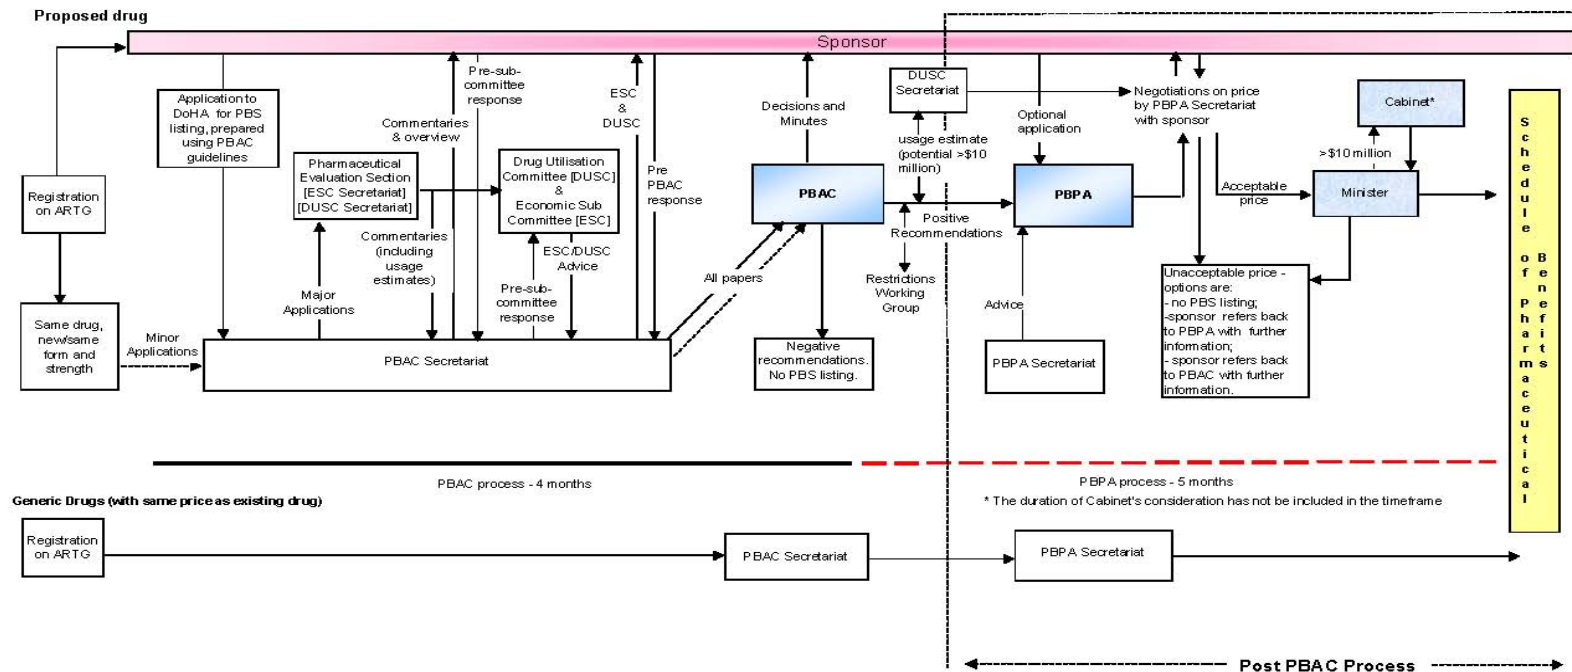 Proposed drug
Sponsor
Registration
on ARTG
Same drug,
new/same
form and
strength
Minor
Applications
Application to
DoHA for PBS
listing, prepared
using PBAC
guidelines
Pharmaceutical
Evaluation Section
[ESC Secretariat]
[DUSC Secretariat]
Major
Applications
Commentaries
& overview
Commentaries
(including
usage
estimates)
Pre-sub-
committee
response
Drug Utilisation
Committee [DUSC]
&
Economic Sub
Committee [ESC]
Pre-sub-
committee
response
ESC/DUSC
Advice
ESC
&
DUSC
Pre
PBAC
response
PBAC Secretariat
All papers
Decisions and
Minutes
PBAC
Negative
recommendations.
No PBS listing.
DUSC
Secretariat
usage estimate
(potential >$10
million)
Positive
Recommendations
Restrictions
Working
Group
Optional
application
PBPA
Advice
PBPA Secretariat
Negotiations on price
by PBPA Secretariat
with sponsor
Acceptable
price
Unacceptable price -
options are:
- no PBS listing;
-sponsor refers back
to PBPA with further
information;
- sponsor refers back
to PBAC with further
information.
Cabinet*
>$10 million
Minister
Schedule of Pharmaceutical
Benefits
PBAC process - 4 months
PBPA process - 5 months
* The duration of Cabinet's consideration has not be included in the timeframe
Generic Drugs (with same price as existing drug)
Registration
on ARTG
PBAC Secretariat
PBPA Secretariat
Post PBAC Process